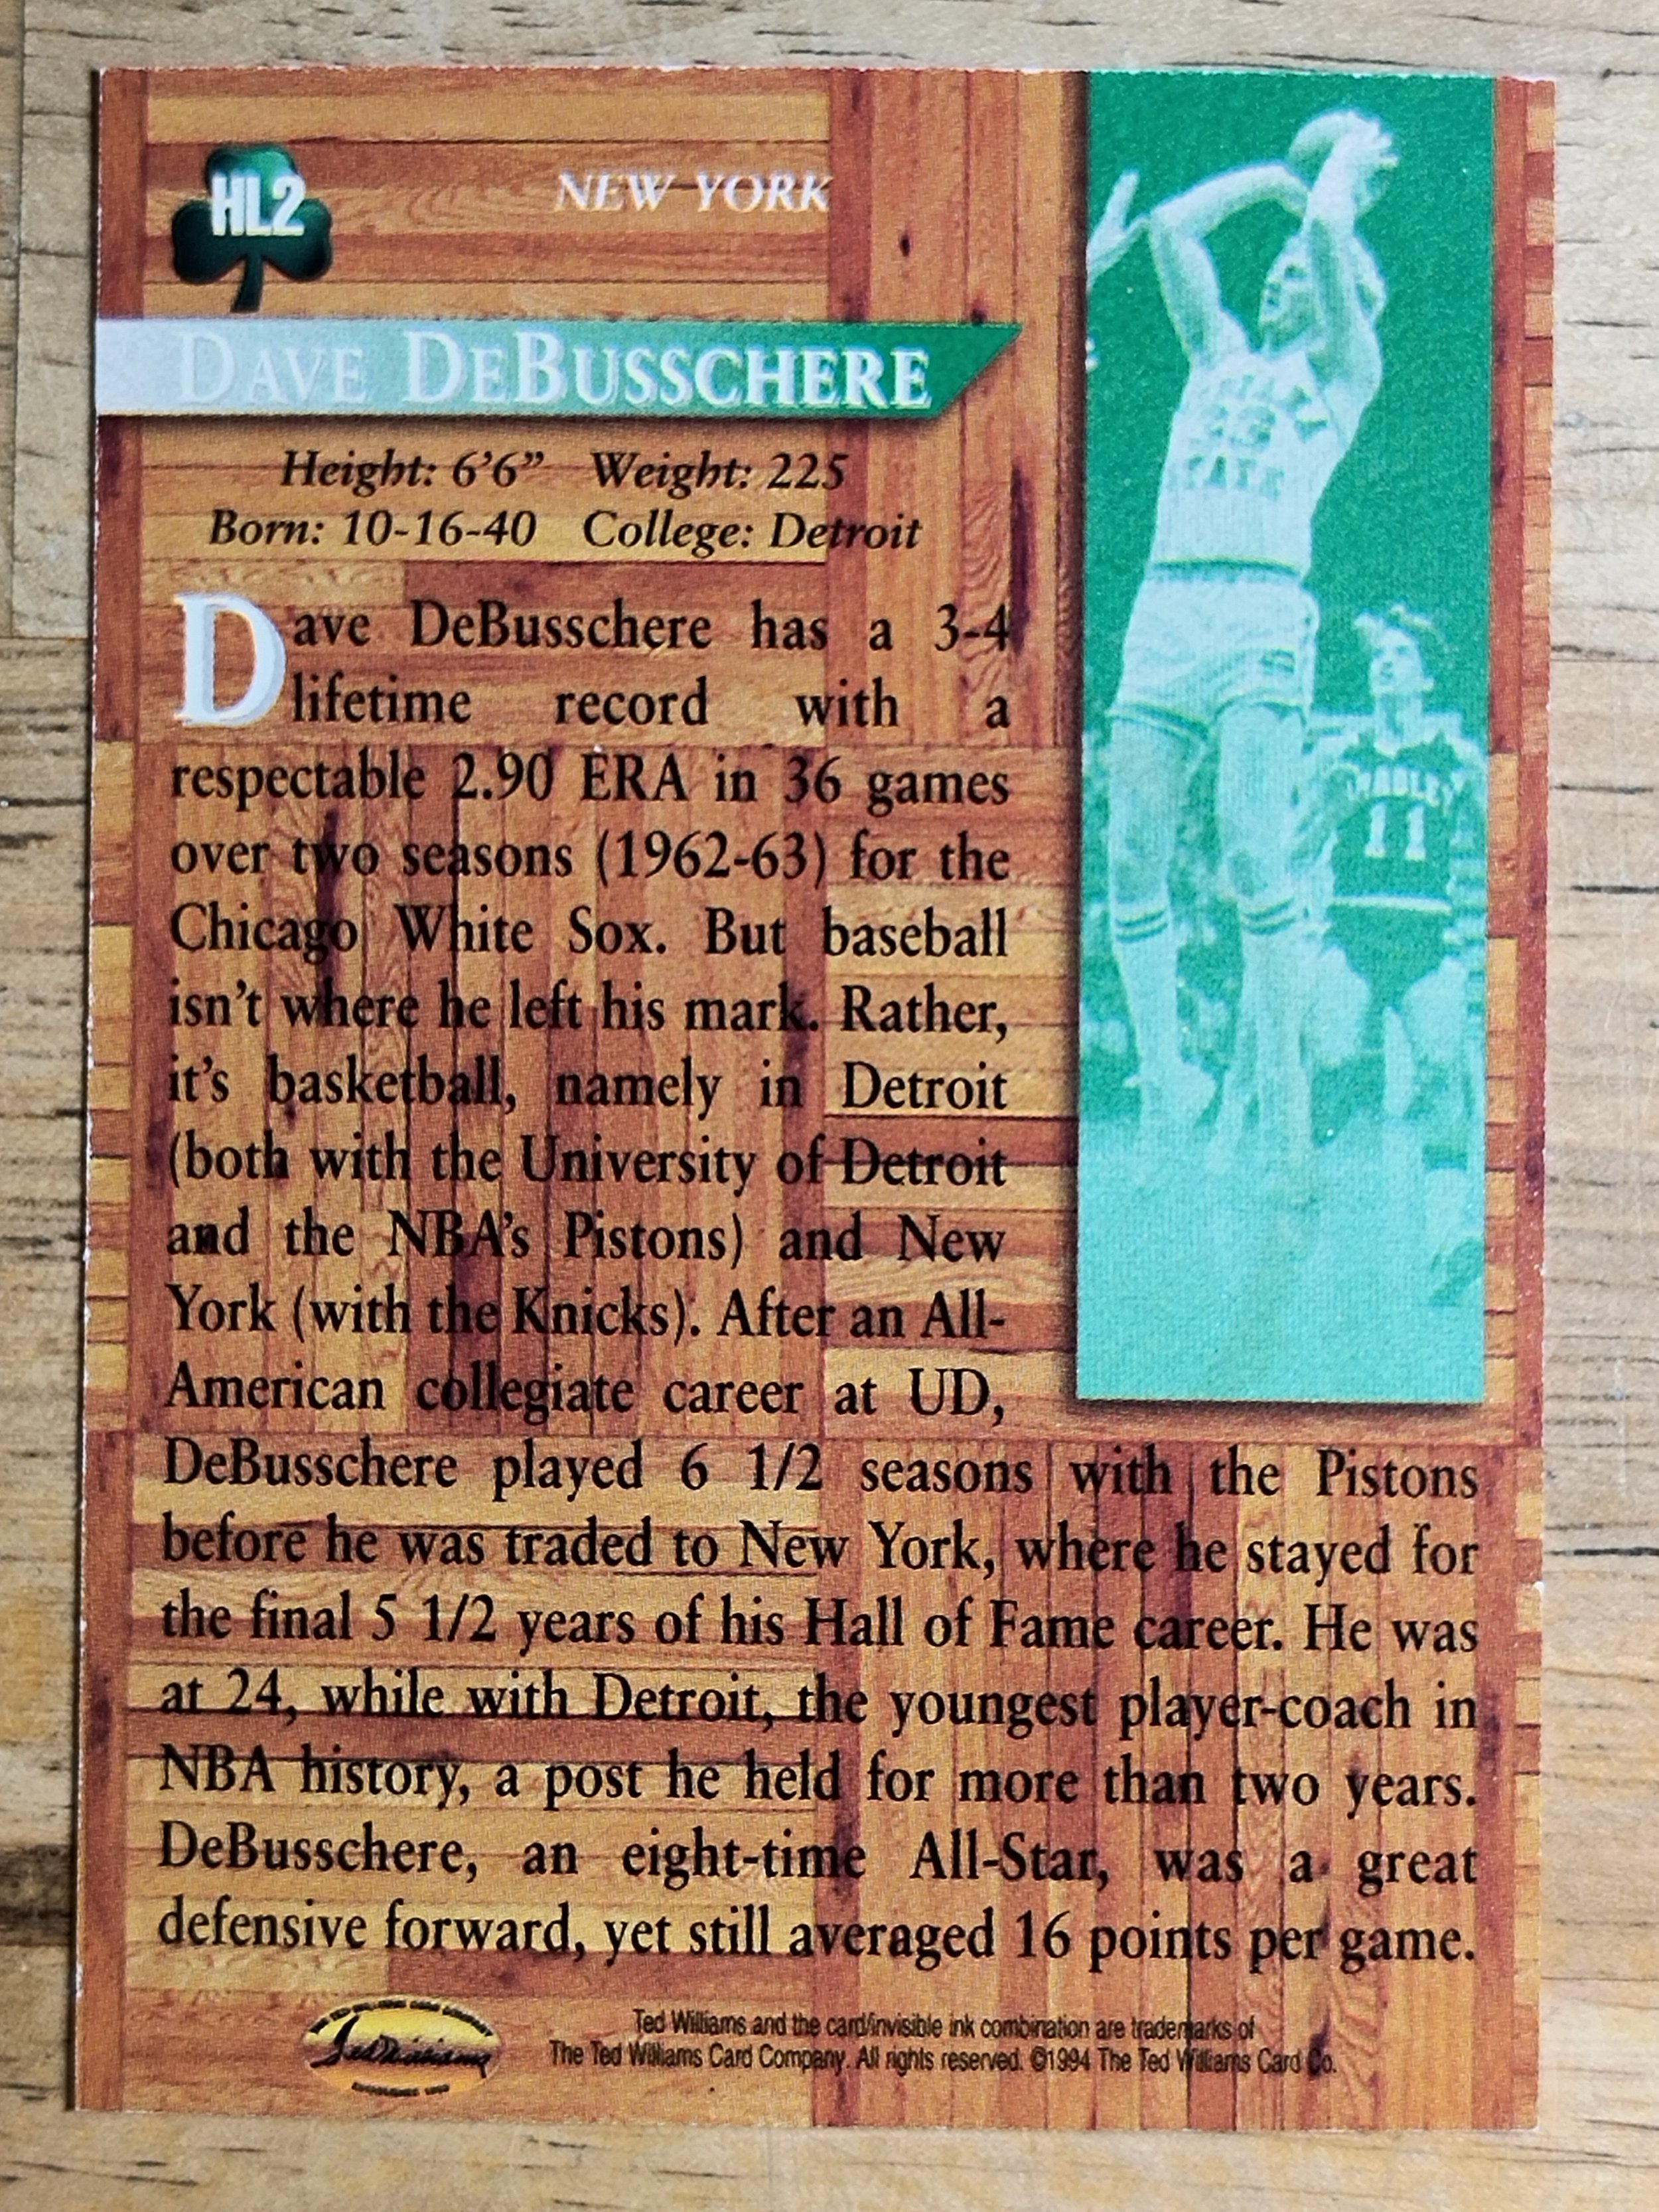 HL2
NEW YORK
DAVE DEBUSSCHERE
Height: 6'6” Weight: 225
Born: 10-16-40 College: Detroit
Dave DeBusschere has a 3-4
lifetime record with a
respectable 2.90 ERA in 36 games
over two seasons (1962-63) for the
Chicago White Sox. But baseball
isn't where he left his mark. Rather,
it's basketball, namely in Detroit
(both with the University of Detroit
and the NBA's Pistons) and New
York (with the Knicks). After an All-
American collegiate career at UD,
DeBusschere played 6 1/2 seasons with the Pistons
before he was traded to New York, where he stayed for
the final 5 1/2 years of his Hall of Fame career. He was
at 24, while with Detroit, the youngest player-coach in
NBA history, a post he held for more than two years.
DeBusschere, an eight-time All-Star, was a great
defensive forward, yet still averaged 16 points per game.
STATE
11
THE TED WILLIAMS CARD COMPANY
Ted Williams
Ted Williams and the card/invisible ink combination are trademarks of
The Ted Williams Card Company. All rights reserved. ©1994 The Ted Williams Card Co.